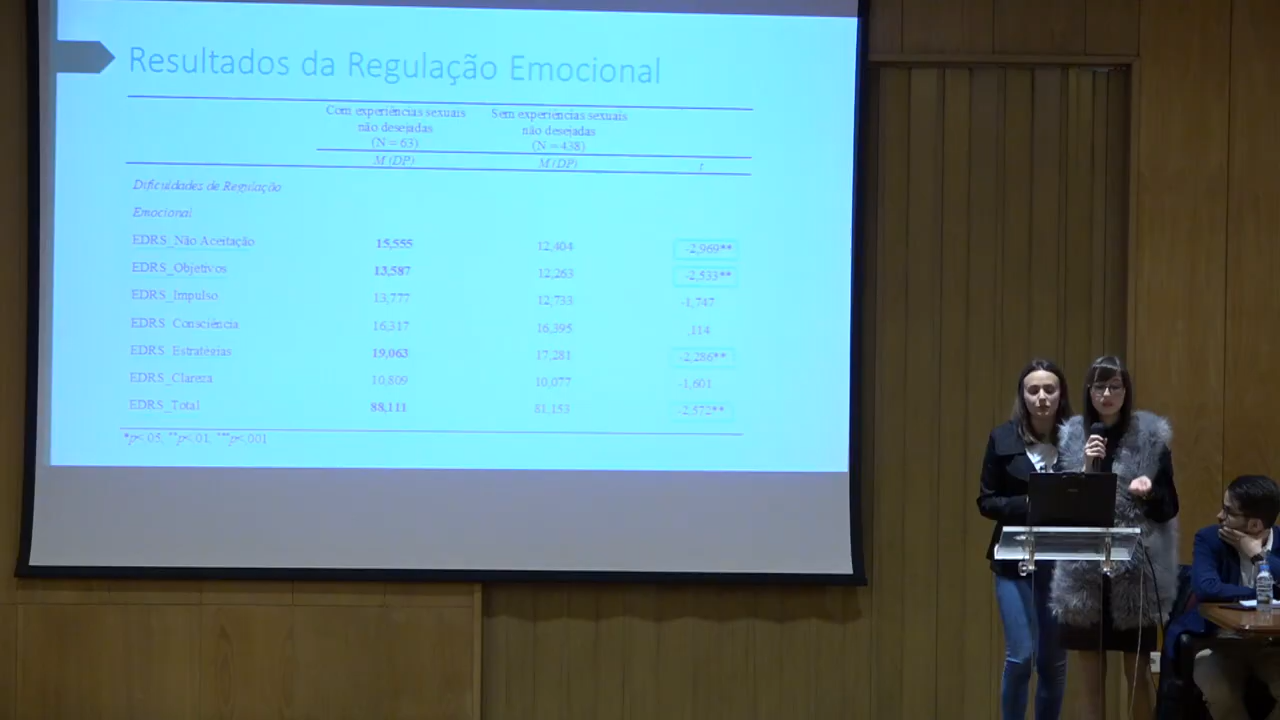 Resultados da Regulação Emocional
Com experiências sexuais Sem experiências sexuais
não desejadas não desejadas
(N = 63) (N = 438)
M (DP) M (DP) t
Dificuldades de Regulação
Emocional
EDRS_Não Aceitação 15,555 12,404 -2,969**
EDRS_Objetivos 13,587 12,263 -2,533**
EDRS_Impulso 13,777 12,733 -1,747
EDRS_Consciência 16,317 16,395 ,114
EDRS_Estratégias 19,063 17,281 -2,286**
EDRS_Clareza 10,809 10,077 -1,601
EDRS_Total 88,111 81,153 -2,572**
*p<.05, **p<.01, ***p<.001